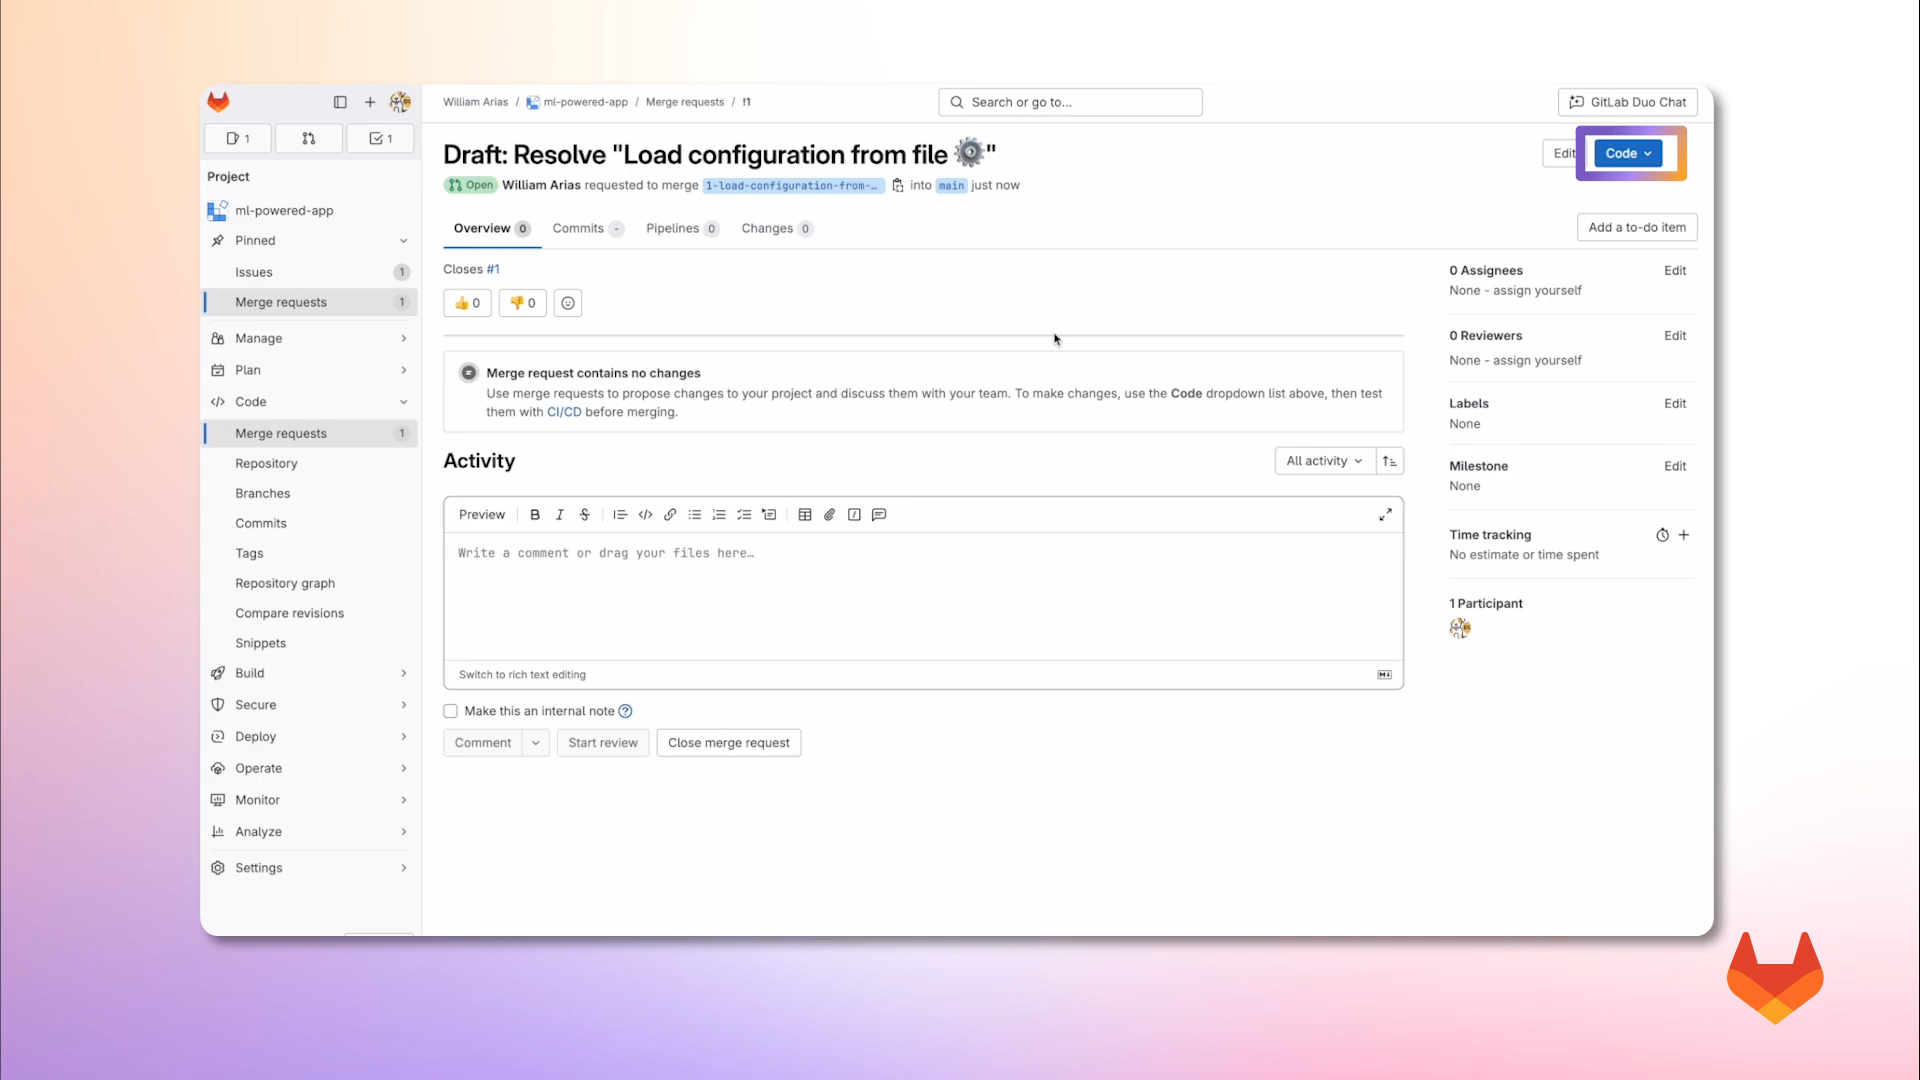 William Arias / ml-powered-app / Merge requests / !1
Search or go to...
GitLab Duo Chat
1
1
Project
ml-powered-app
Pinned
Issues 1
Merge requests 1
Manage
Plan
Code
Merge requests 1
Repository
Branches
Commits
Tags
Repository graph
Compare revisions
Snippets
Build
Secure
Deploy
Operate
Monitor
Analyze
Settings
Draft: Resolve "Load configuration from file ⚙️"
Edit
Code
Open William Arias requested to merge 1-load-configuration-from-… into main just now
Overview 0 Commits - Pipelines 0 Changes 0
Add a to-do item
Closes #1
👍 0 👎 0
Merge request contains no changes
Use merge requests to propose changes to your project and discuss them with your team. To make changes, use the Code dropdown list above, then test
them with CI/CD before merging.
Activity
All activity
Preview B I S
Write a comment or drag your files here…
Switch to rich text editing
Make this an internal note ?
Comment Start review Close merge request
0 Assignees Edit
None - assign yourself
0 Reviewers Edit
None - assign yourself
Labels Edit
None
Milestone Edit
None
Time tracking
No estimate or time spent
1 Participant